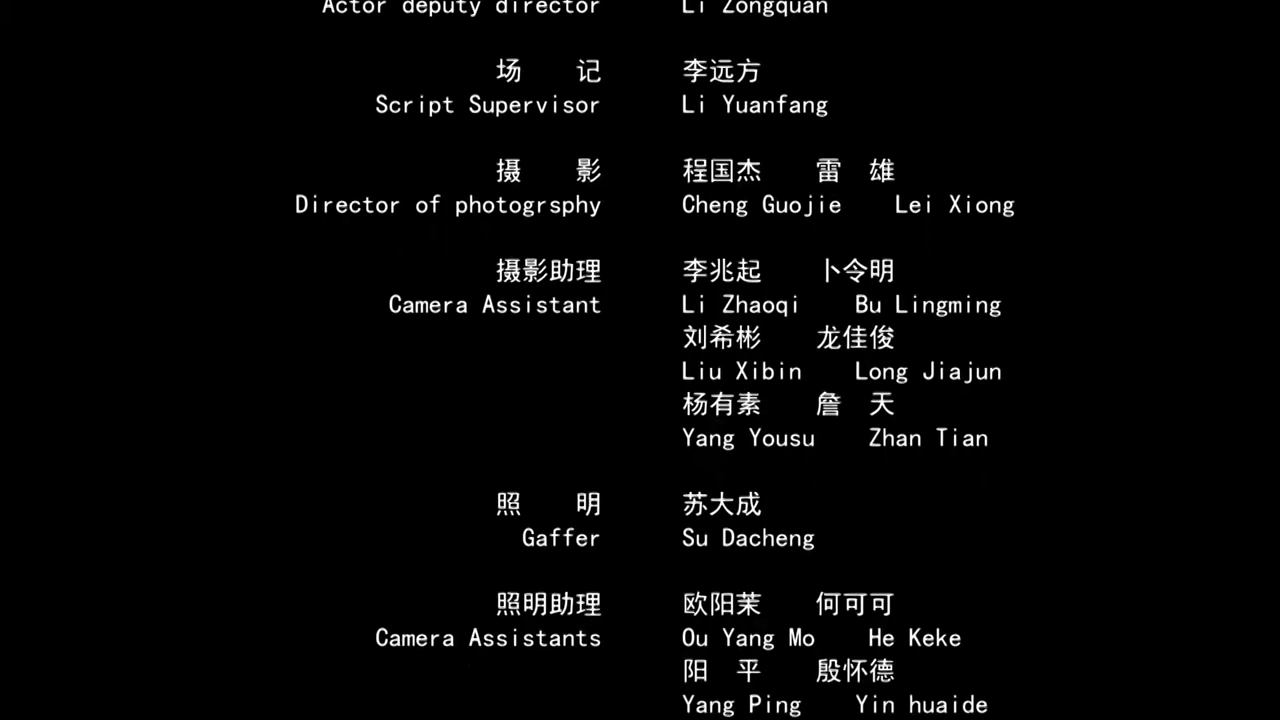 Actor deputy director Li Zongquan
场 记 李远方
Script Supervisor Li Yuanfang
摄 影 程国杰 雷 雄
Director of photogrsphy Cheng Guojie Lei Xiong
摄影助理 李兆起 卜令明
Camera Assistant Li Zhaoqi Bu Lingming
刘希彬 龙佳俊
Liu Xibin Long Jiajun
杨有素 詹 天
Yang Yousu Zhan Tian
照 明 苏大成
Gaffer Su Dacheng
照明助理 欧阳茉 何可可
Camera Assistants Ou Yang Mo He Keke
阳 平 殷怀德
Yang Ping Yin huaide